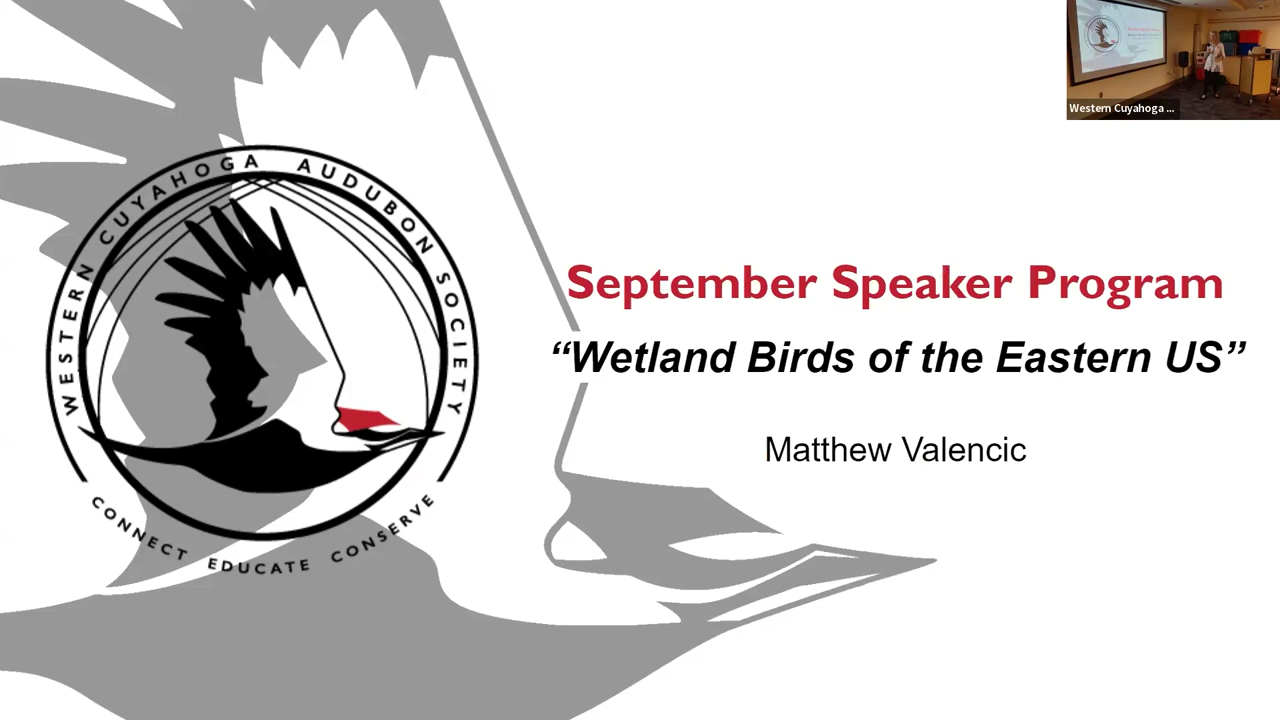 Western Cuyahoga ...
WESTERN CUYAHOGA AUDUBON SOCIETY
CONNECT EDUCATE CONSERVE
September Speaker Program
“Wetland Birds of the Eastern US”
Matthew Valencic